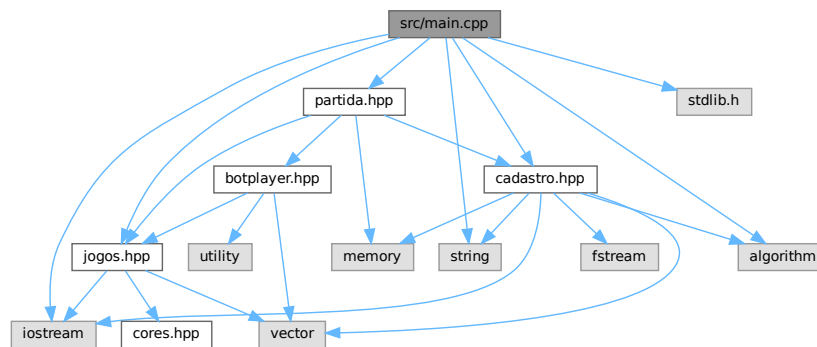 src/main.cpp
partida.hpp
stdlib.h
botplayer.hpp
cadastro.hpp
jogos.hpp
utility
memory
string
fstream
algorithm
iostream
cores.hpp
vector